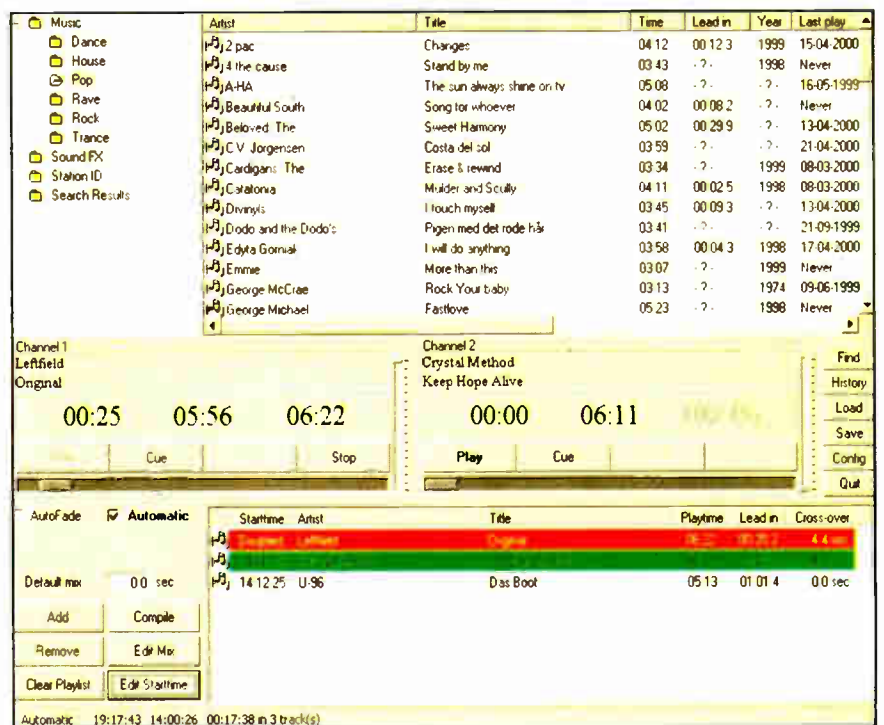 Music
Dance
House
Pop
Rave
Rock
Trance
Sound FX
Station ID
Search Results
Artist Title Time Lead in Year Last play
2 pac Changes 04:12 00:12:3 1999 15-04-2000
4 the cause Stand by me 03:43 - ? - 1998 Never
A-HA The sun always shine on tv 05:08 - ? - - ? - 16-05-1999
Beautiful South Song for whoever 04:02 00:08:2 - ? - Never
Beloved The Sweet Harmony 05:02 00:29:9 - ? - 13-04-2000
C.V. Jorgensen Costa del sol 03:59 - ? - - ? - 21-04-2000
Cardigans The Erase & rewind 03:34 - ? - 1999 08-03-2000
Catatonia Mulder and Scully 04:11 00:02:5 1998 08-03-2000
Divinyls I touch myself 03:45 00:09:3 - ? - 13-04-2000
Dodo and the Dodo's Pigen med det røde hår 03:41 - ? - - ? - 21-09-1999
Edyta Gorniak I will do anything 03:58 00:04:3 1998 17-04-2000
Emmie More than this 03:07 - ? - 1999 Never
George McCrae Rock Your baby 03:13 - ? - 1974 09-06-1999
George Michael Fastlove 05:23 - ? - 1998 Never
Channel 1
Leftfield
Original
00:25 05:56 06:22
Cue Stop
Channel 2
Crystal Method
Keep Hope Alive
00:00 06:11
Play Cue
Find
History
Load
Save
Config
Quit
AutoFade Automatic
Default mix 0.0 sec
Add Compile
Remove Edit Mix
Clear Playlist Edit Starttime
Starttime Artist Title Playtime Lead in Cross-over
Leftfield Original 4.4 sec
14:12:25 U-96 Das Boot 05:13 01:01:4 0.0 sec
Automatic 19:17:43 14:00:26 00:17:38 in 3 track(s)